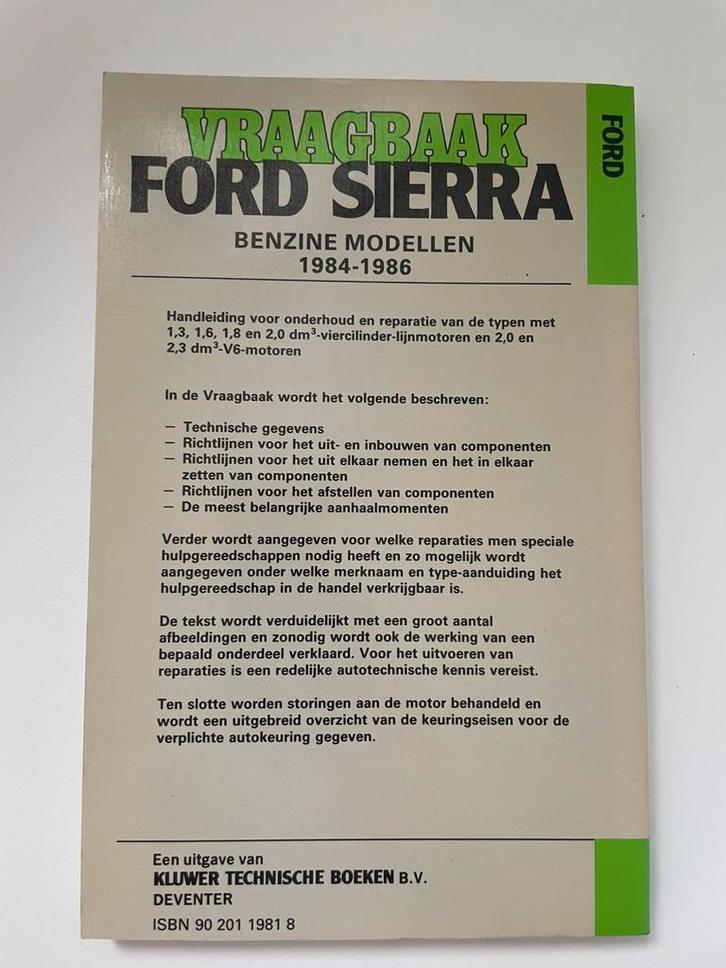 VRAAGBAAK
FORD SIERRA
BENZINE MODELLEN
1984-1986
FORD
Handleiding voor onderhoud en reparatie van de typen met
1,3, 1,6, 1,8 en 2,0 dm³-viercilinder-lijnmotoren en 2,0 en
2,3 dm³-V6-motoren
In de Vraagbaak wordt het volgende beschreven:
— Technische gegevens
— Richtlijnen voor het uit- en inbouwen van componenten
— Richtlijnen voor het uit elkaar nemen en het in elkaar
zetten van componenten
— Richtlijnen voor het afstellen van componenten
— De meest belangrijke aanhaalmomenten
Verder wordt aangegeven voor welke reparaties men speciale
hulpgereedschappen nodig heeft en zo mogelijk wordt
aangegeven onder welke merknaam en type-aanduiding het
hulpgereedschap in de handel verkrijgbaar is.
De tekst wordt verduidelijkt met een groot aantal
afbeeldingen en zonodig wordt ook de werking van een
bepaald onderdeel verklaard. Voor het uitvoeren van
reparaties is een redelijke autotechnische kennis vereist.
Ten slotte worden storingen aan de motor behandeld en
wordt een uitgebreid overzicht van de keuringseisen voor de
verplichte autokeuring gegeven.
Een uitgave van
KLUWER TECHNISCHE BOEKEN B.V.
DEVENTER
ISBN 90 201 1981 8